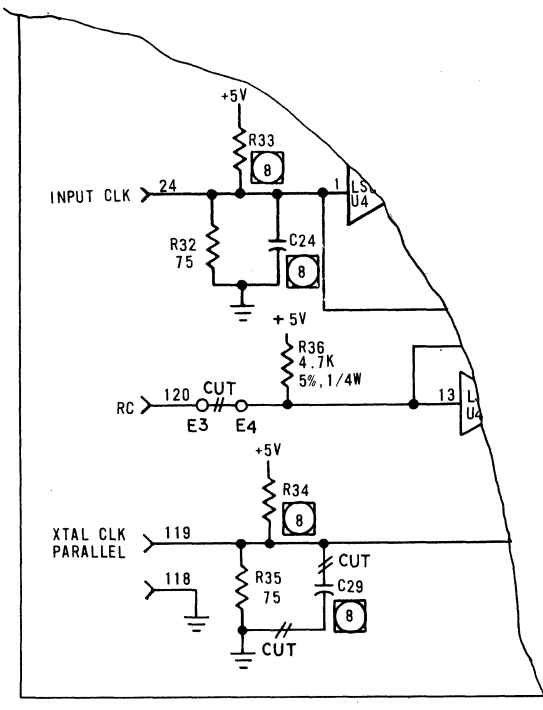 +5V
R33
8
INPUT CLK
24
1
U4
R32
75
C24
8
+5V
R36
4.7K
5%,1/4W
RC
120
CUT
E3
E4
13
+5V
R34
8
XTAL CLK
PARALLEL
119
118
R35
75
CUT
C29
8
CUT